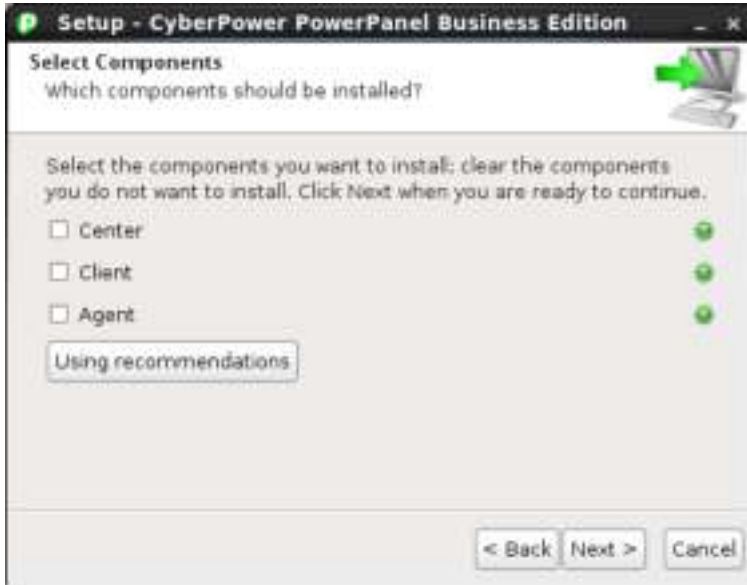 Setup - CyberPower PowerPanel Business Edition
Select Components
Which components should be installed?
Select the components you want to install; clear the components
you do not want to install. Click Next when you are ready to continue.
Center
Client
Agent
Using recommendations
< Back Next > Cancel